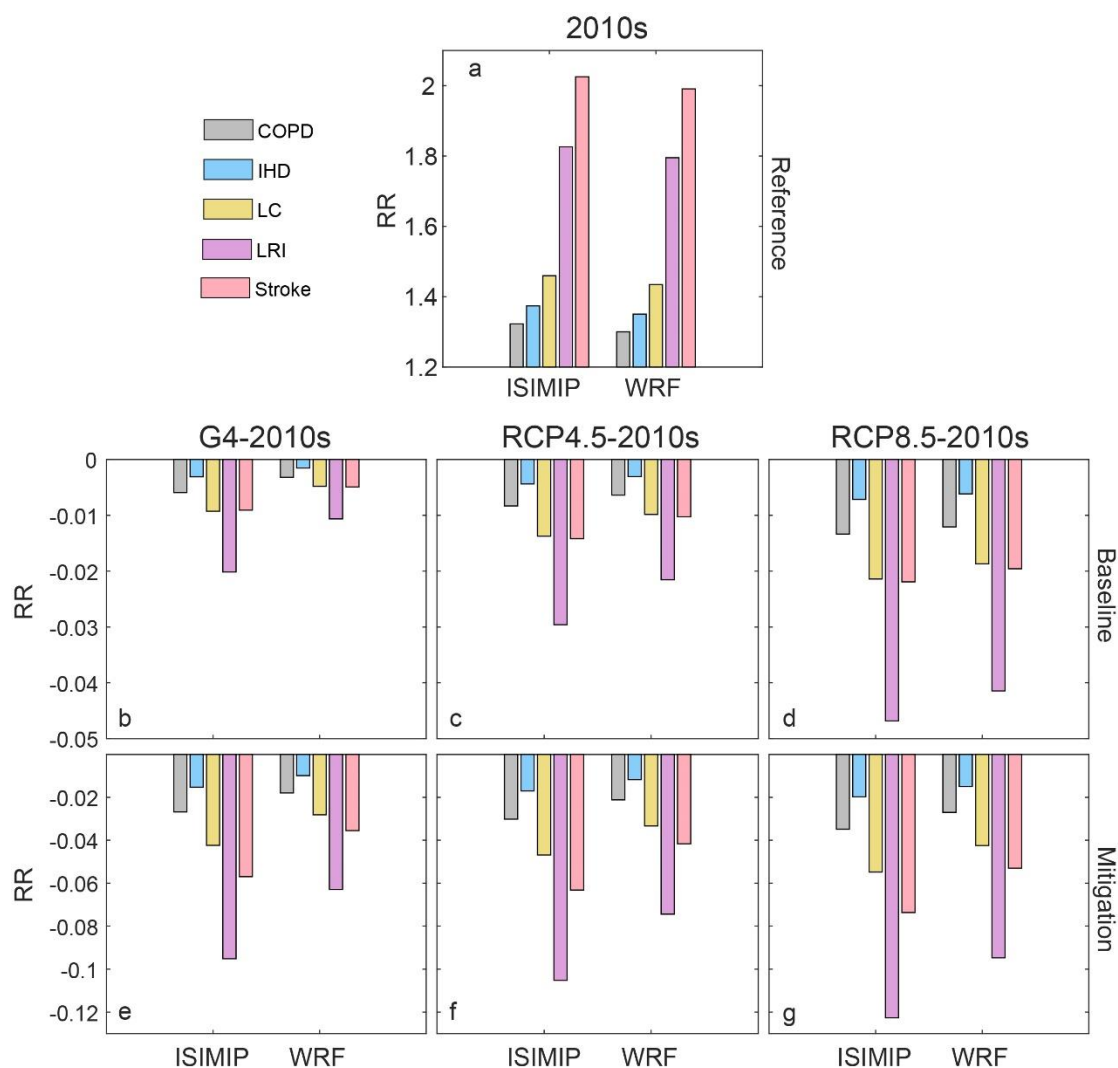 2010s
a
COPD
IHD
LC
LRI
Stroke
RR
2
1.8
1.6
1.4
1.2
ISIMIP WRF
Reference
G4-2010s RCP4.5-2010s RCP8.5-2010s
RR
0
-0.01
-0.02
-0.03
-0.04
-0.05
b c d
Baseline
RR
-0.02
-0.04
-0.06
-0.08
-0.1
-0.12
e f g
Mitigation
ISIMIP WRF ISIMIP WRF ISIMIP WRF